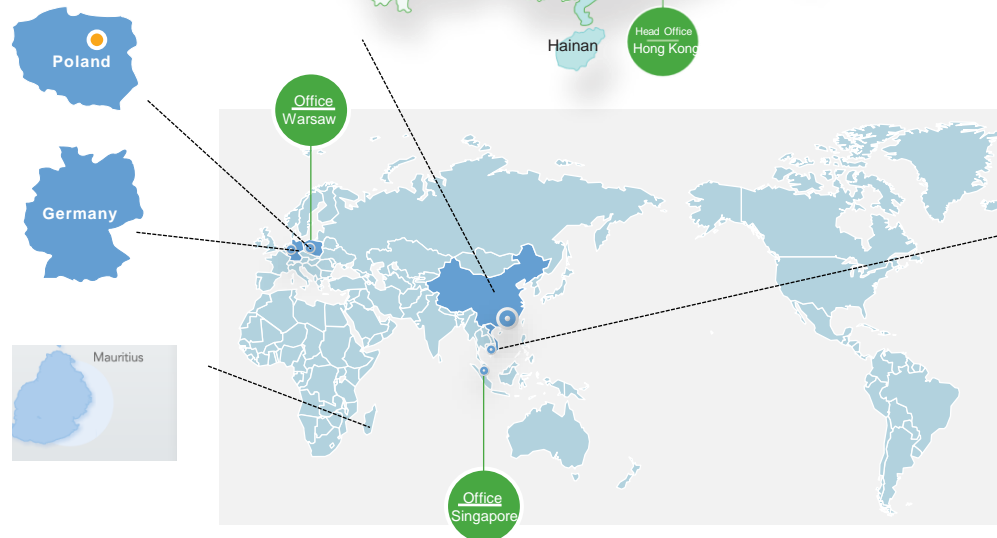 Head Office
Hong Kong
Hainan
Poland
Office
Warsaw
Germany
Mauritius
Office
Singapore